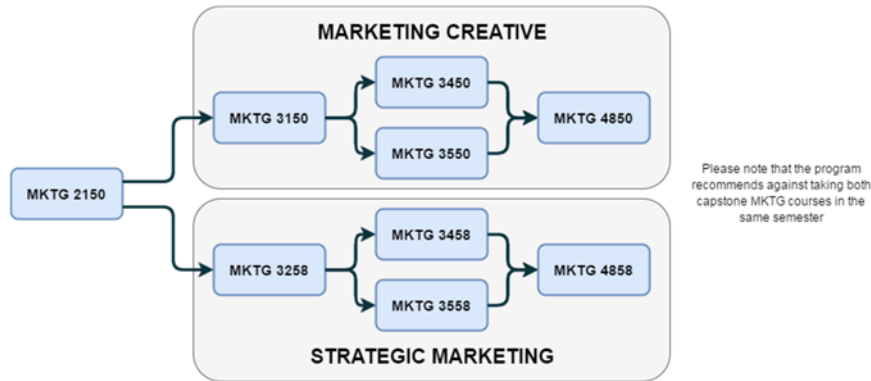 MARKETING CREATIVE
MKTG 3450
MKTG 3150
MKTG 4850
MKTG 3550
MKTG 2150
Please note that the program
recommends against taking both
capstone MKTG courses in the
same semester
MKTG 3458
MKTG 3258
MKTG 4858
MKTG 3558
STRATEGIC MARKETING